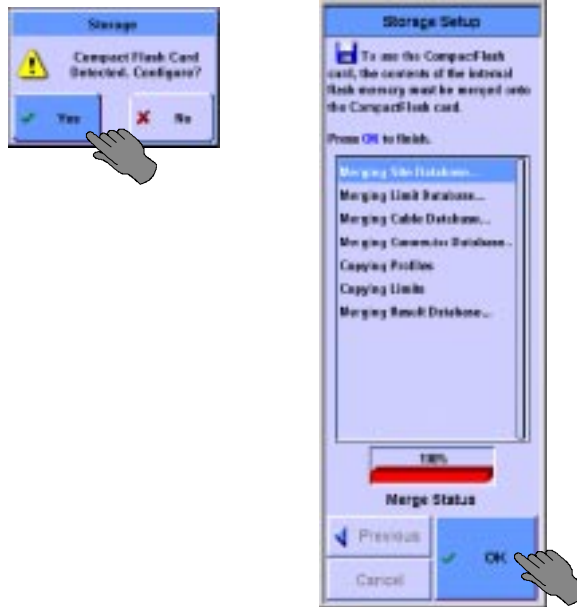 Storage
Compact Flash Card
Detected. Configure?
Yes
No
Storage Setup
To use the CompactFlash
card, the contents of the internal
flash memory must be merged onto
the CompactFlash card.
Press OK to finish.
Merging Site Database...
Merging Limit Database...
Merging Cable Database...
Merging Connector Database..
Copying Profiles
Copying Limits
Merging Result Database...
100%
Merge Status
Previous
OK
Cancel